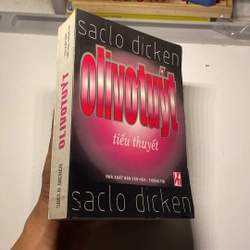 saclo dicken
olivotuýt
tiểu thuyết
NHÀ XUẤT BẢN VĂN HÓA - THÔNG TIN
saclo dicken
OLIVOTUÝT